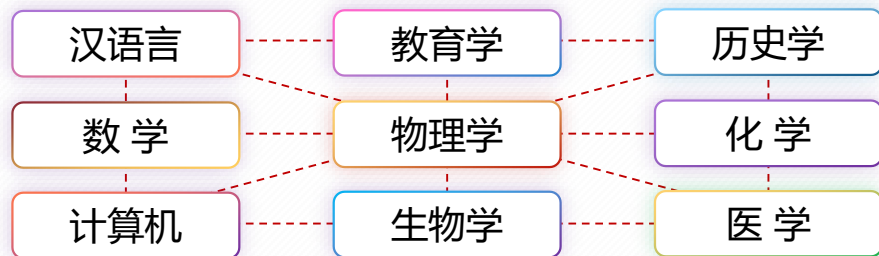 汉语言
教育学
历史学
数 学
物理学
化 学
计算机
生物学
医 学